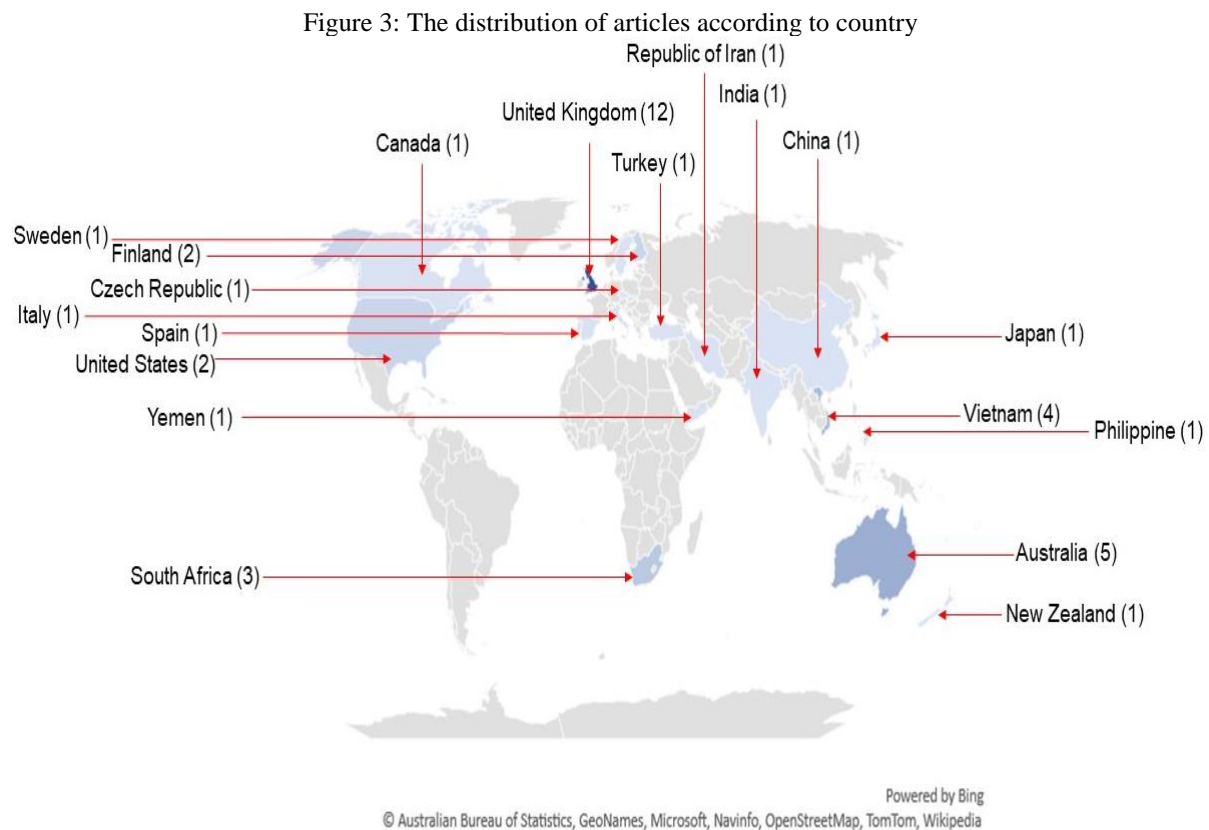 Figure 3: The distribution of articles according to country
Republic of Iran (1)
India (1)
United Kingdom (12)
China (1)
Canada (1)
Turkey (1)
Sweden (1)
Finland (2)
Czech Republic (1)
Italy (1)
Spain (1)
Japan (1)
United States (2)
Yemen (1)
Vietnam (4)
Philippine (1)
Australia (5)
South Africa (3)
New Zealand (1)
Powered by Bing
© Australian Bureau of Statistics, GeoNames, Microsoft, Navinfo, OpenStreetMap, TomTom, Wikipedia